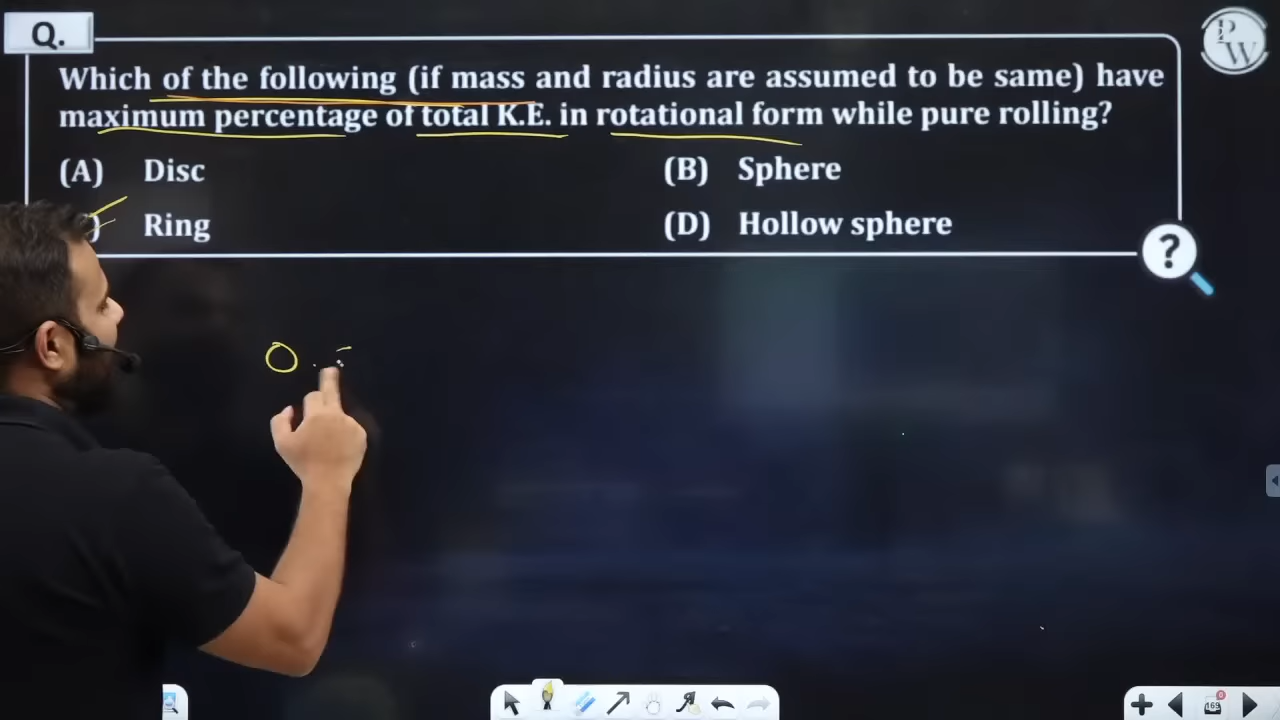 Q.
P
W
Which of the following (if mass and radius are assumed to be same) have
maximum percentage of total K.E. in rotational form while pure rolling?
(A) Disc
(B) Sphere
) Ring
(D) Hollow sphere
?
169